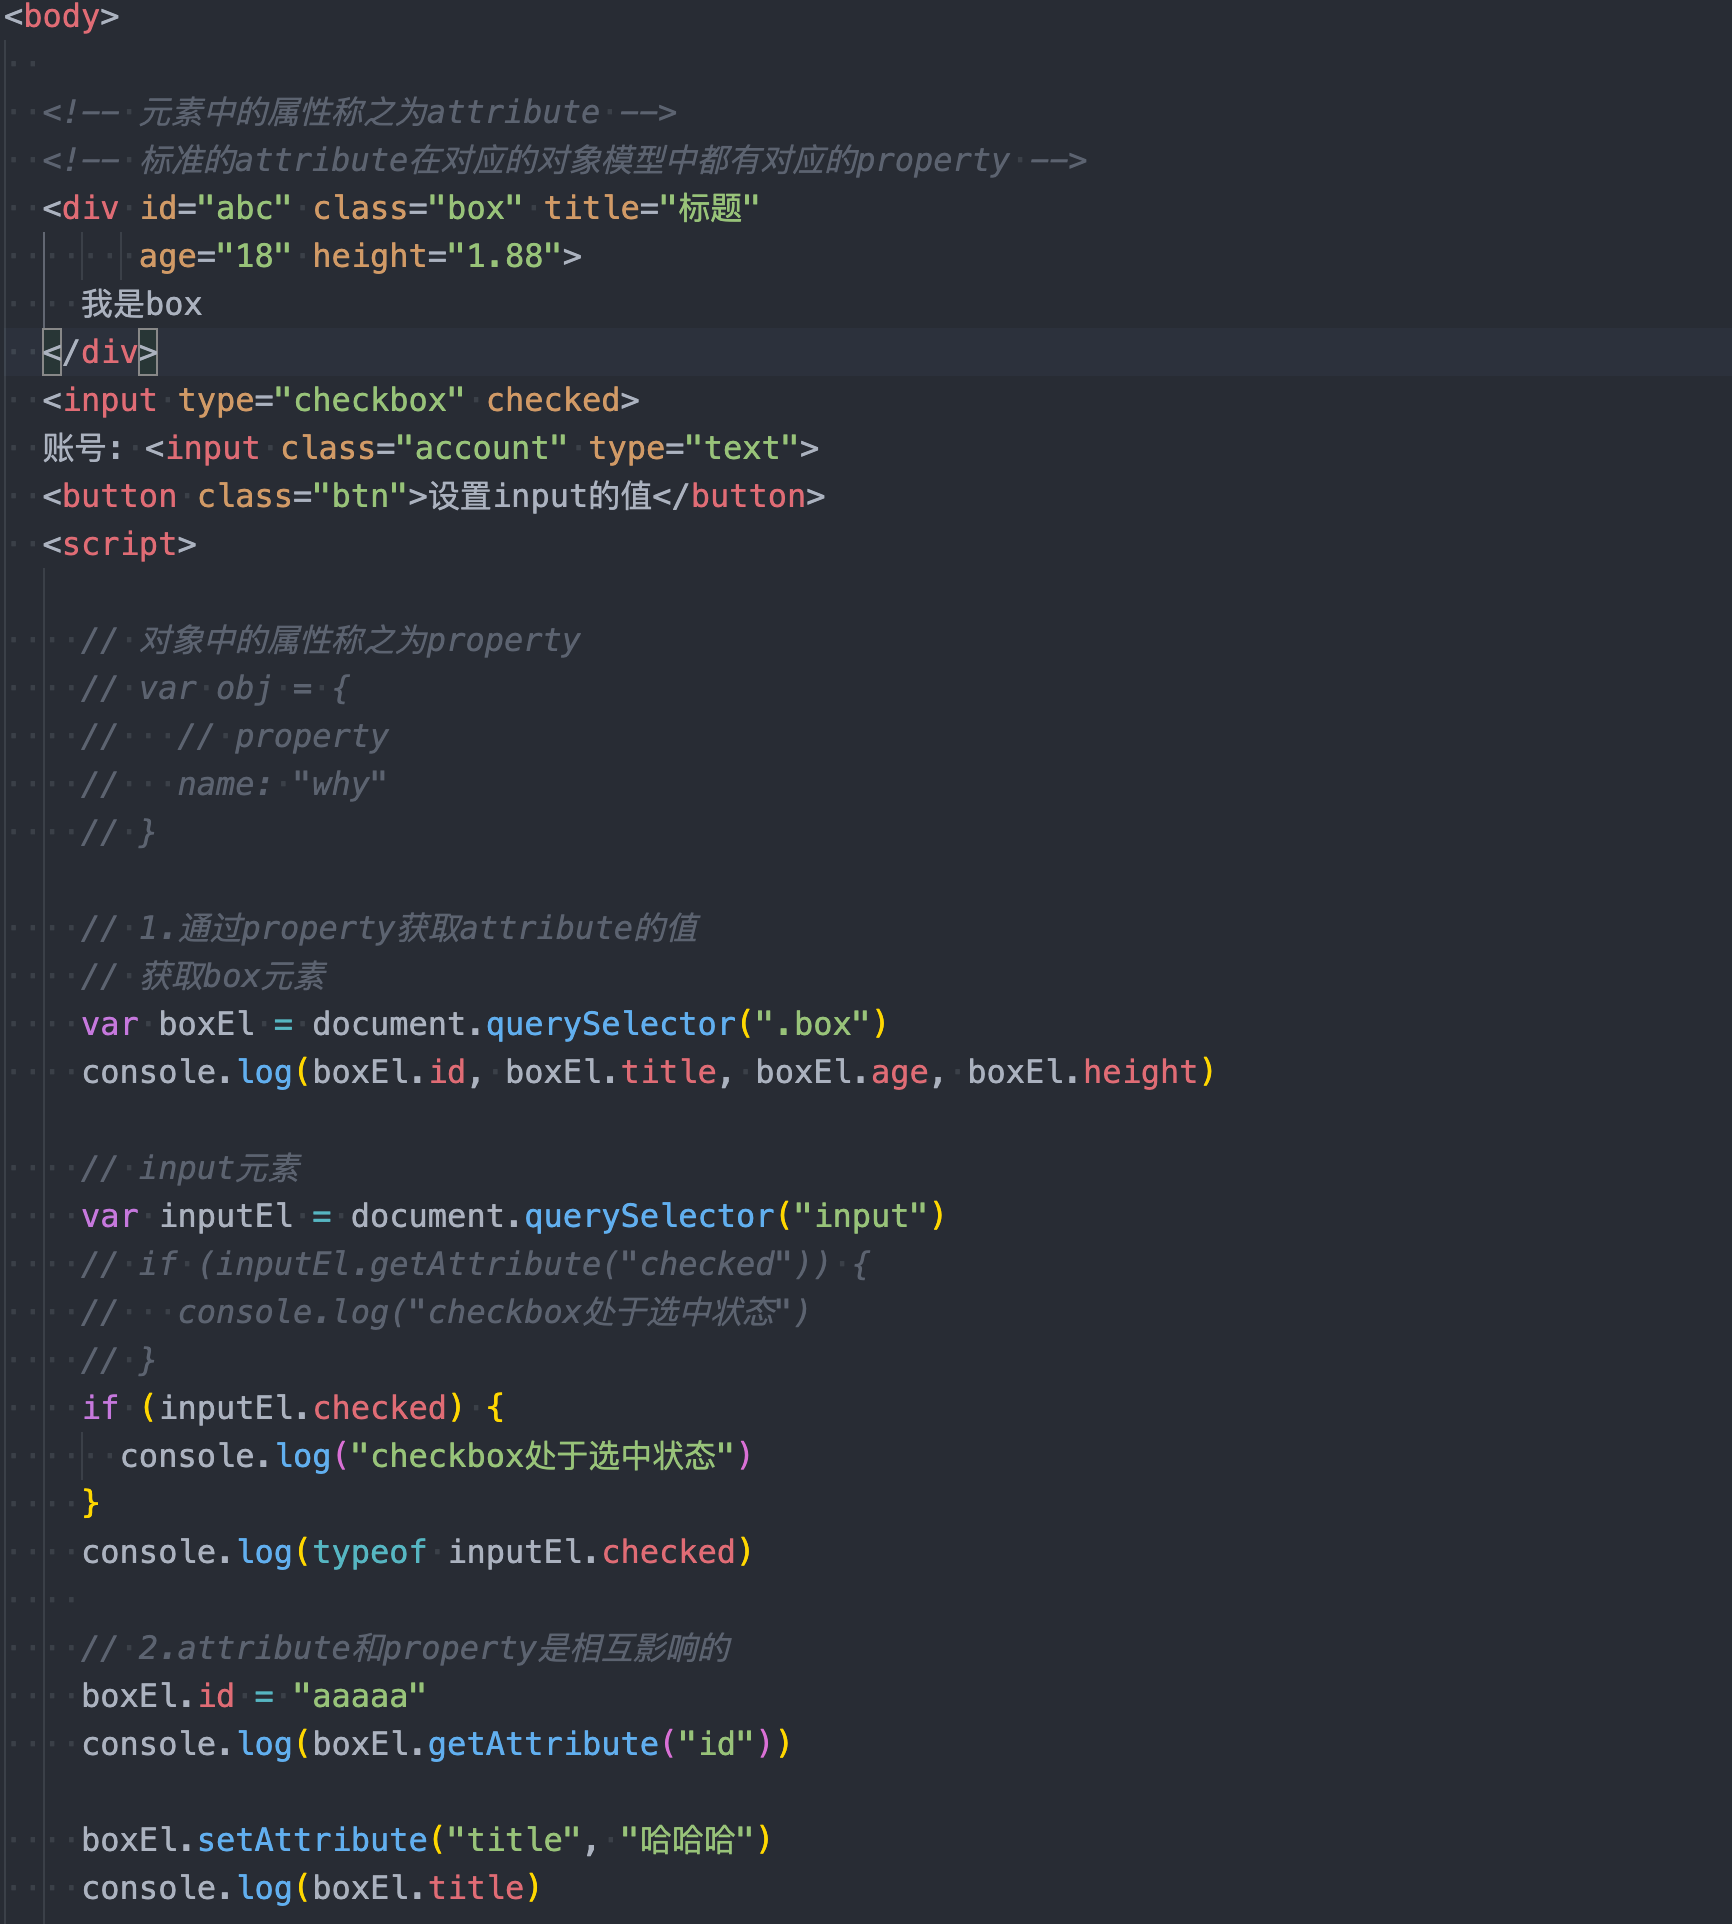 <body>
<!-- 元素中的属性称之为attribute -->
<!-- 标准的attribute在对应的对象模型中都有对应的property -->
<div id="abc" class="box" title="标题"
age="18" height="1.88">
我是box
</div>
<input type="checkbox" checked>
账号: <input class="account" type="text">
<button class="btn">设置input的值</button>
<script>
// 对象中的属性称之为property
// var obj = {
//   // property
//   name: "why"
// }
// 1.通过property获取attribute的值
// 获取box元素
var boxEl = document.querySelector(".box")
console.log(boxEl.id, boxEl.title, boxEl.age, boxEl.height)
// input元素
var inputEl = document.querySelector("input")
// if (inputEl.getAttribute("checked")) {
//   console.log("checkbox处于选中状态")
// }
if (inputEl.checked) {
console.log("checkbox处于选中状态")
}
console.log(typeof inputEl.checked)
// 2.attribute和property是相互影响的
boxEl.id = "aaaaa"
console.log(boxEl.getAttribute("id"))
boxEl.setAttribute("title", "哈哈哈")
console.log(boxEl.title)